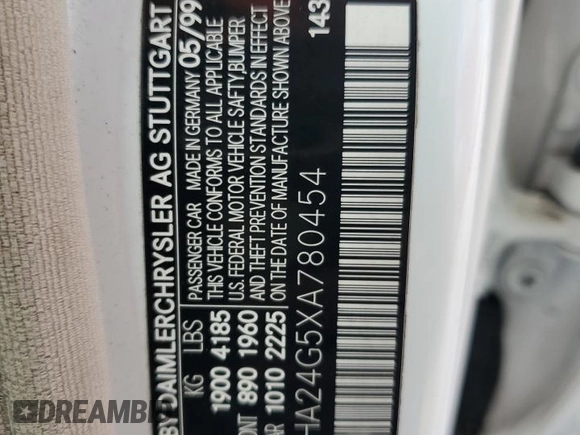 BY DAIMLERCHRYSLER AG STUTTGART
PASSENGER CAR MADE IN GERMANY 05/99
KG LBS THIS VEHICLE CONFORMS TO ALL APPLICABLE
1900 4185 U.S. FEDERAL MOTOR VEHICLE SAFTY, BUMPER
890 1960 AND THEFT PREVENTION STANDARDS IN EFFECT
1010 2225 ON THE DATE OF MANUFACTURE SHOWN ABOVE
143
HA24G5XA780454